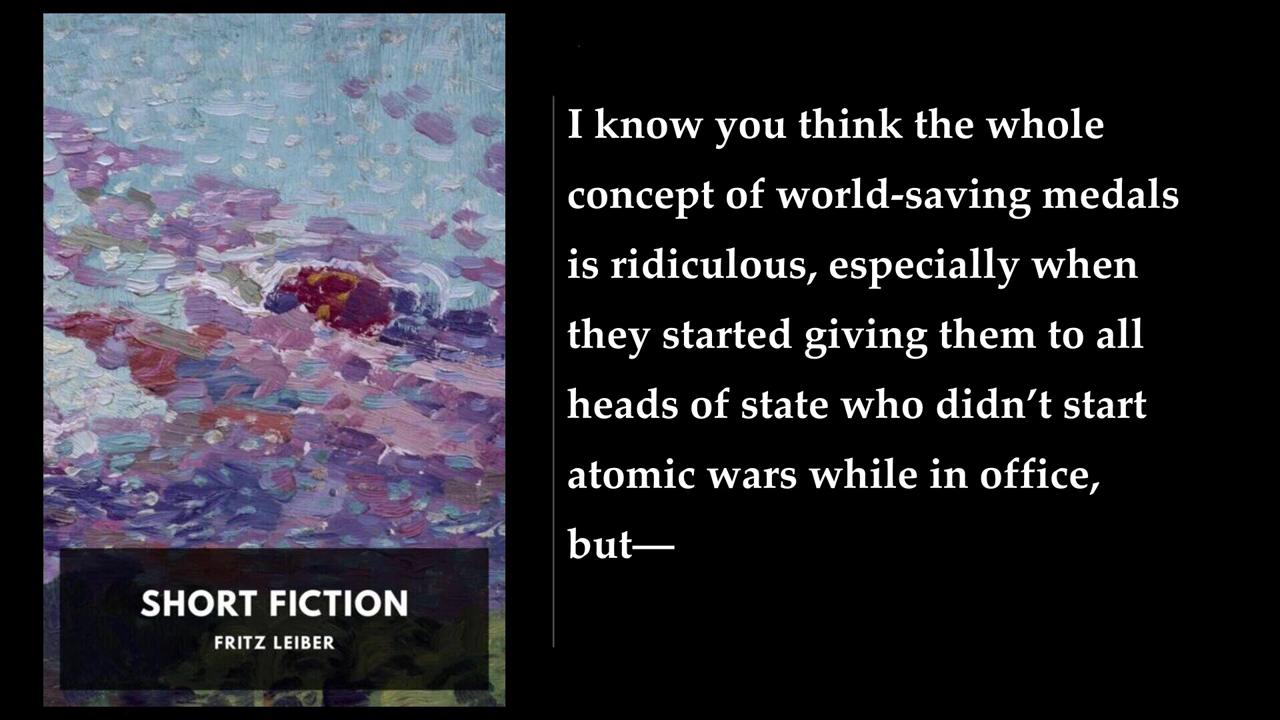 I know you think the whole
concept of world-saving medals
is ridiculous, especially when
they started giving them to all
heads of state who didn’t start
atomic wars while in office,
but—
SHORT FICTION
FRITZ LEIBER